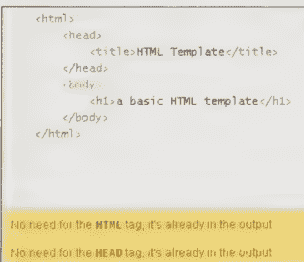 <html>
<head>
<title>HTML Template</title>
</head>
<body>
<h1>a basic HTML template</h1>
</body>
</html>
No need for the HTML tag, it's already in the output
No need for the HEAD tag, it's already in the output